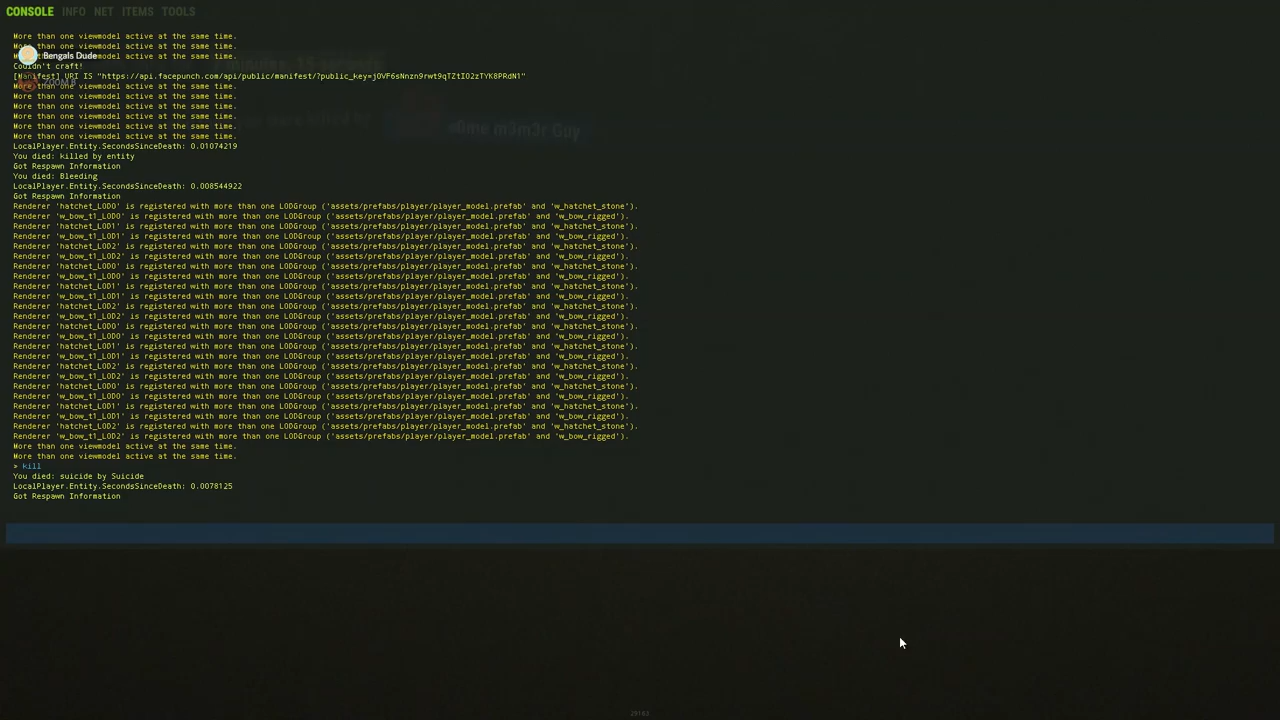 CONSOLE INFO NET ITEMS TOOLS
More than one viewmodel active at the same time.
More than one viewmodel active at the same time.
Bengals Dude
Couldn't craft!
[Manifest] URI IS "https://api.facepunch.com/api/public/manifest/?public_key=jOVF6sNnzn9rwt9qTZtIO2zTYK8PRdN1"
ZOOM B
More than one viewmodel active at the same time.
More than one viewmodel active at the same time.
More than one viewmodel active at the same time.
More than one viewmodel active at the same time.
More than one viewmodel active at the same time.
More than one viewmodel active at the same time.
m3m3r Guy
LocalPlayer.Entity.SecondsSinceDeath: 0.01074219
You died: killed by entity
Got Respawn Information
You died: Bleeding
LocalPlayer.Entity.SecondsSinceDeath: 0.008544922
Got Respawn Information
Renderer 'hatchet_LOD0' is registered with more than one LODGroup ('assets/prefabs/player/player_model.prefab' and 'w_hatchet_stone').
Renderer 'w_bow_t1_LOD0' is registered with more than one LODGroup ('assets/prefabs/player/player_model.prefab' and 'w_bow_rigged').
Renderer 'hatchet_LOD1' is registered with more than one LODGroup ('assets/prefabs/player/player_model.prefab' and 'w_hatchet_stone').
Renderer 'w_bow_t1_LOD1' is registered with more than one LODGroup ('assets/prefabs/player/player_model.prefab' and 'w_bow_rigged').
Renderer 'hatchet_LOD2' is registered with more than one LODGroup ('assets/prefabs/player/player_model.prefab' and 'w_hatchet_stone').
Renderer 'w_bow_t1_LOD2' is registered with more than one LODGroup ('assets/prefabs/player/player_model.prefab' and 'w_bow_rigged').
Renderer 'hatchet_LOD0' is registered with more than one LODGroup ('assets/prefabs/player/player_model.prefab' and 'w_hatchet_stone').
Renderer 'w_bow_t1_LOD0' is registered with more than one LODGroup ('assets/prefabs/player/player_model.prefab' and 'w_bow_rigged').
Renderer 'hatchet_LOD1' is registered with more than one LODGroup ('assets/prefabs/player/player_model.prefab' and 'w_hatchet_stone').
Renderer 'w_bow_t1_LOD1' is registered with more than one LODGroup ('assets/prefabs/player/player_model.prefab' and 'w_bow_rigged').
Renderer 'hatchet_LOD2' is registered with more than one LODGroup ('assets/prefabs/player/player_model.prefab' and 'w_hatchet_stone').
Renderer 'w_bow_t1_LOD2' is registered with more than one LODGroup ('assets/prefabs/player/player_model.prefab' and 'w_bow_rigged').
Renderer 'hatchet_LOD0' is registered with more than one LODGroup ('assets/prefabs/player/player_model.prefab' and 'w_hatchet_stone').
Renderer 'w_bow_t1_LOD0' is registered with more than one LODGroup ('assets/prefabs/player/player_model.prefab' and 'w_bow_rigged').
Renderer 'hatchet_LOD1' is registered with more than one LODGroup ('assets/prefabs/player/player_model.prefab' and 'w_hatchet_stone').
Renderer 'w_bow_t1_LOD1' is registered with more than one LODGroup ('assets/prefabs/player/player_model.prefab' and 'w_bow_rigged').
Renderer 'hatchet_LOD2' is registered with more than one LODGroup ('assets/prefabs/player/player_model.prefab' and 'w_hatchet_stone').
Renderer 'w_bow_t1_LOD2' is registered with more than one LODGroup ('assets/prefabs/player/player_model.prefab' and 'w_bow_rigged').
Renderer 'hatchet_LOD0' is registered with more than one LODGroup ('assets/prefabs/player/player_model.prefab' and 'w_hatchet_stone').
Renderer 'w_bow_t1_LOD0' is registered with more than one LODGroup ('assets/prefabs/player/player_model.prefab' and 'w_bow_rigged').
Renderer 'hatchet_LOD1' is registered with more than one LODGroup ('assets/prefabs/player/player_model.prefab' and 'w_hatchet_stone').
Renderer 'w_bow_t1_LOD1' is registered with more than one LODGroup ('assets/prefabs/player/player_model.prefab' and 'w_bow_rigged').
Renderer 'hatchet_LOD2' is registered with more than one LODGroup ('assets/prefabs/player/player_model.prefab' and 'w_hatchet_stone').
Renderer 'w_bow_t1_LOD2' is registered with more than one LODGroup ('assets/prefabs/player/player_model.prefab' and 'w_bow_rigged').
More than one viewmodel active at the same time.
More than one viewmodel active at the same time.
> kill
You died: suicide by Suicide
LocalPlayer.Entity.SecondsSinceDeath: 0.0078125
Got Respawn Information